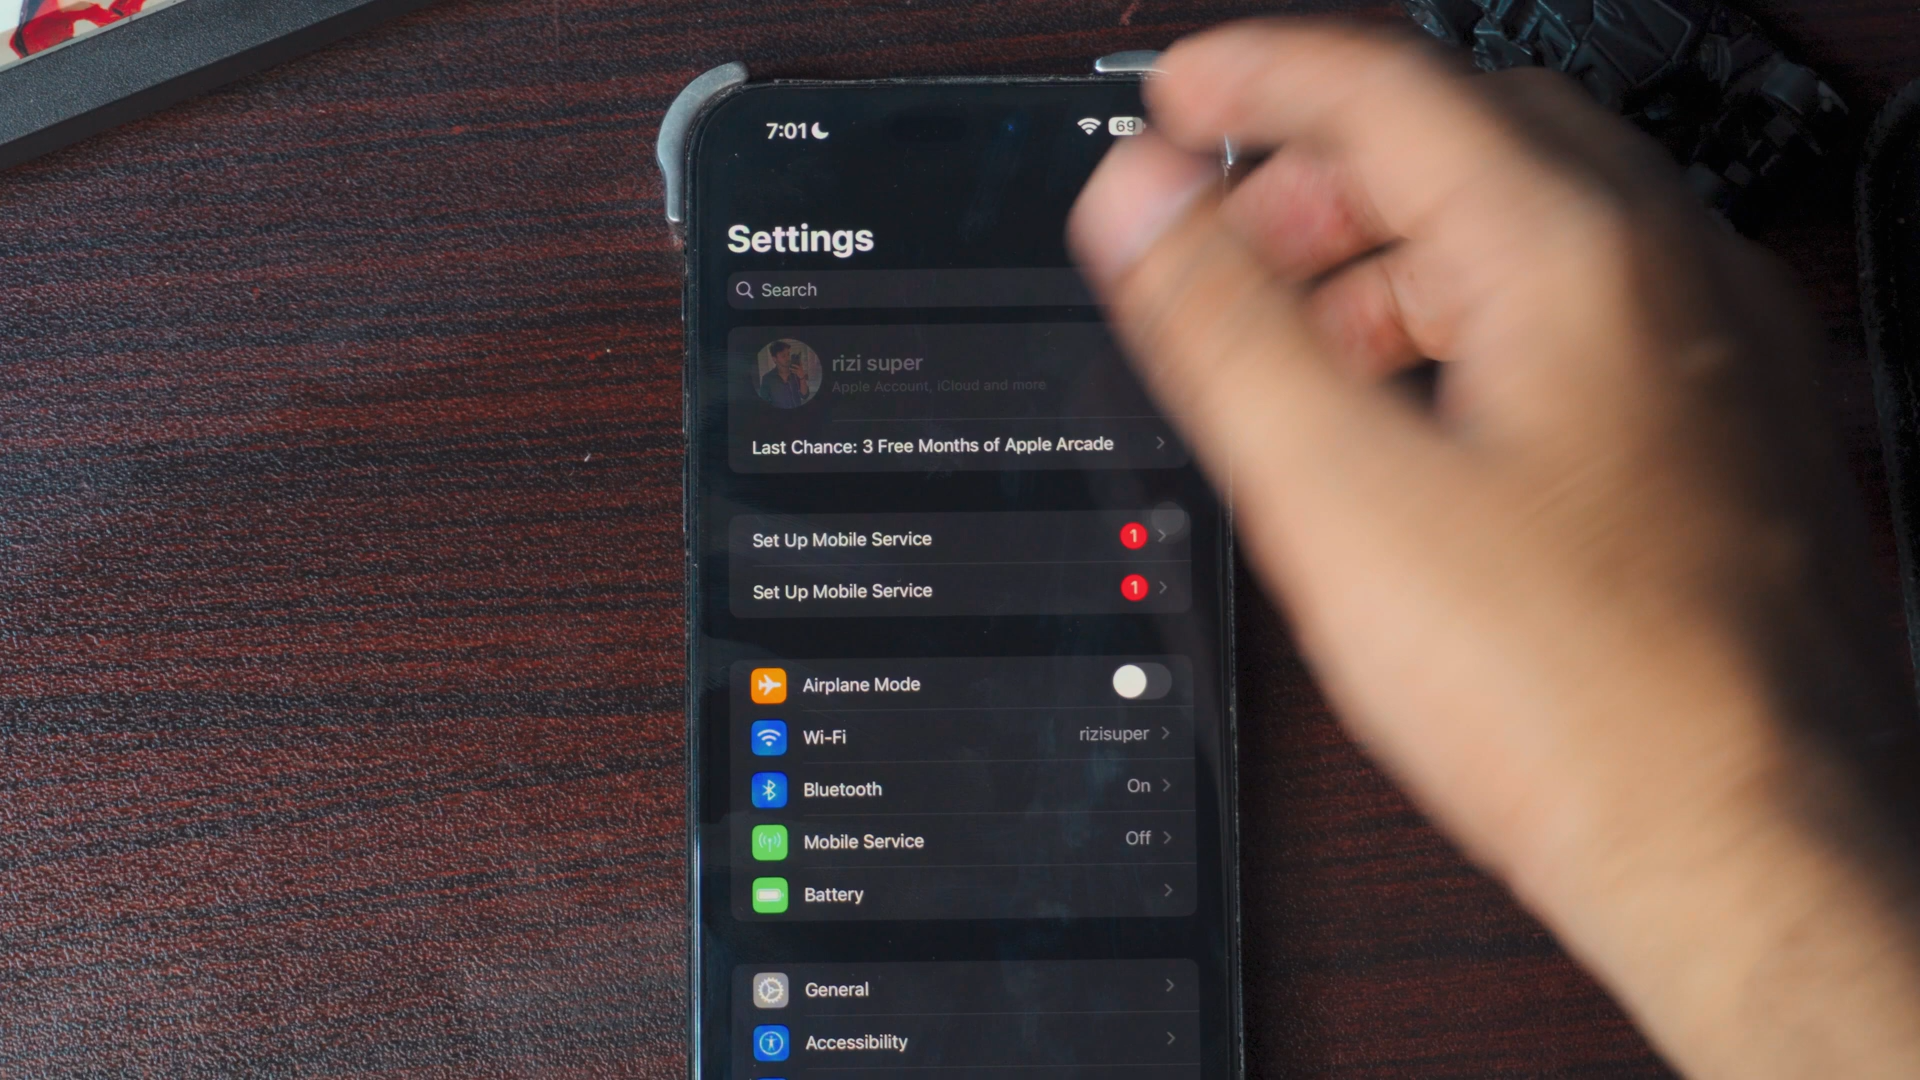 7:01
69
Settings
Search
rizi super
Apple Account, iCloud and more
Last Chance: 3 Free Months of Apple Arcade
Set Up Mobile Service 1
Set Up Mobile Service 1
Airplane Mode
Wi-Fi rizisuper
Bluetooth On
Mobile Service Off
Battery
General
Accessibility